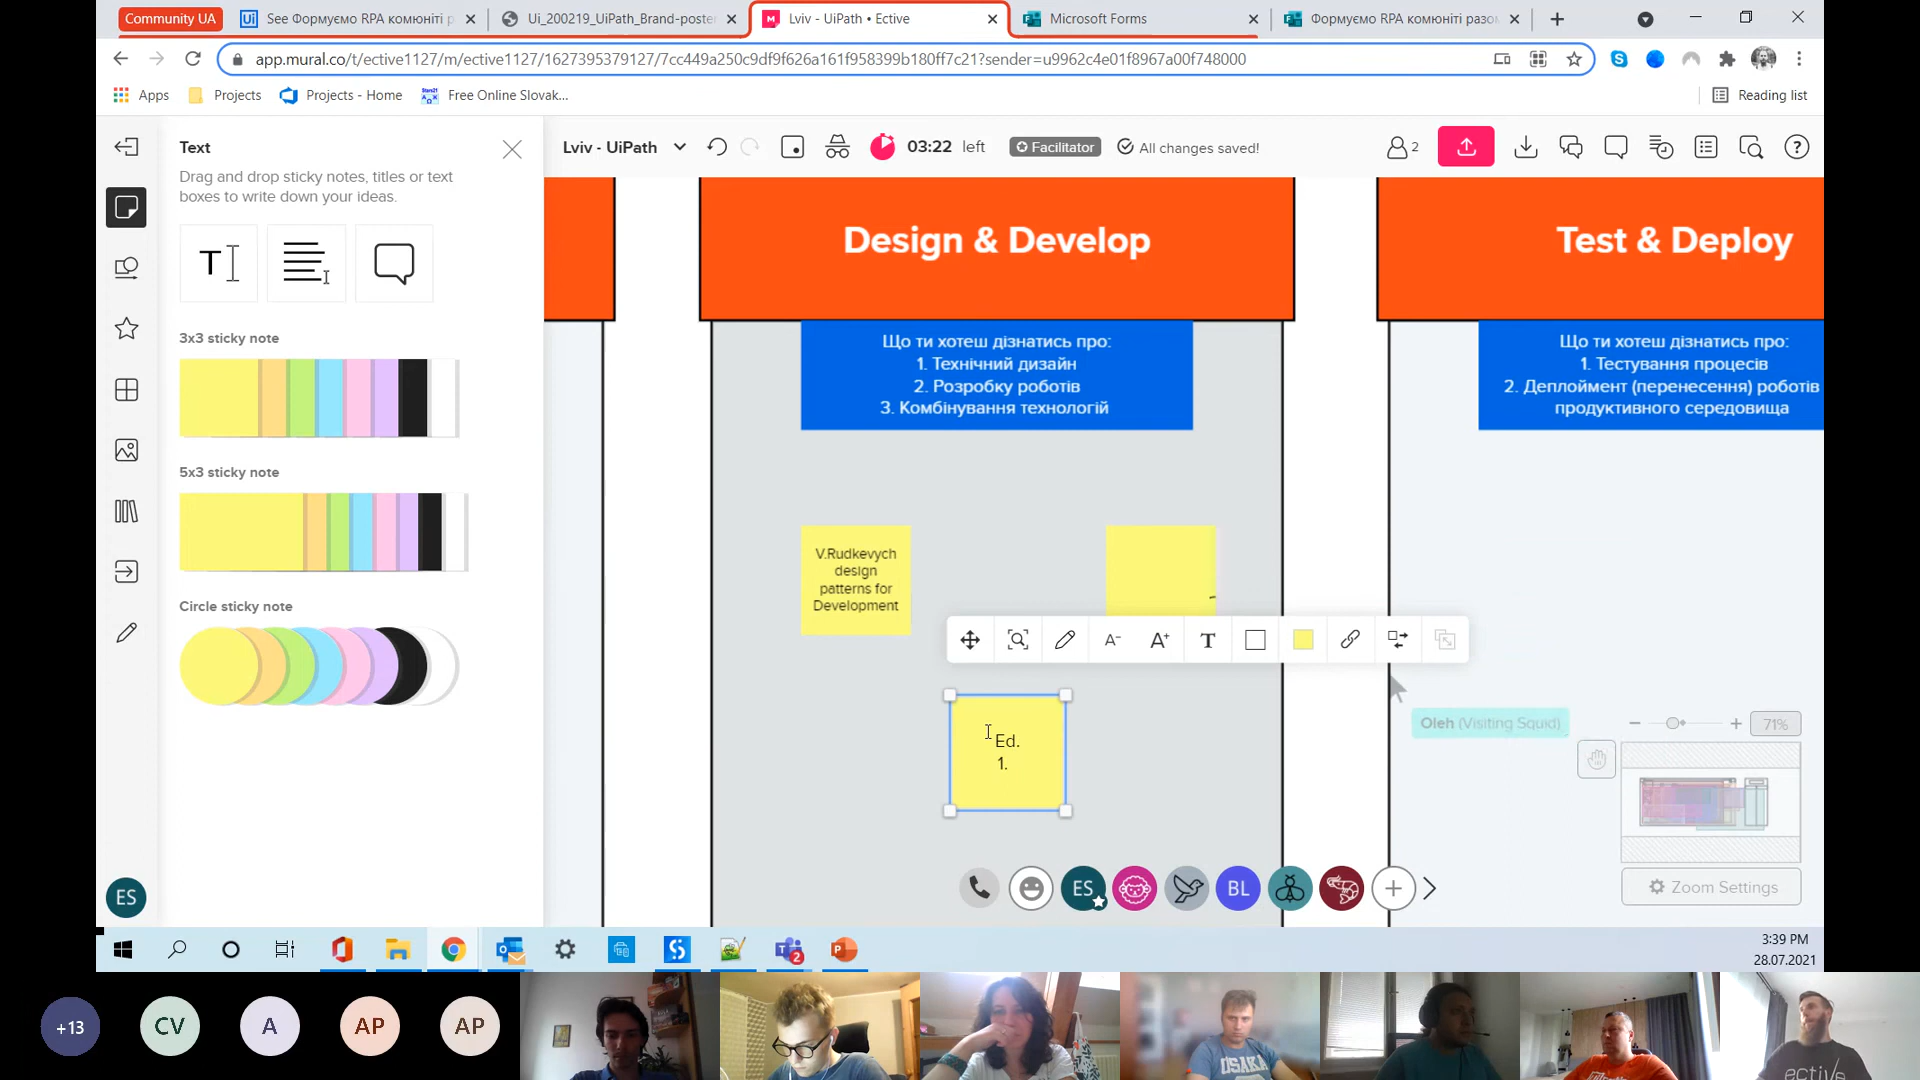 Community UA
See Формуємо RPA комюніті р
Ui_200219_UiPath_Brand-poste
Lviv - UiPath • Ective
Microsoft Forms
Формуємо RPA комюніті разо
app.mural.co/t/ective1127/m/ective1127/1627395379127/7cc449a250c9df9f626a161f958399b180ff7c21?sender=u9962c4e01f8967a00f748000
Apps
Projects
Projects - Home
Free Online Slovak...
Reading list
Text
Drag and drop sticky notes, titles or text
boxes to write down your ideas.
3x3 sticky note
5x3 sticky note
Circle sticky note
ES
Lviv - UiPath
03:22 left
Facilitator
All changes saved!
2
Design & Develop
Що ти хотеш дізнатись про:
1. Технічний дизайн
2. Розробку роботів
3. Комбінування технологій
V.Rudkevych
design
patterns for
Development
Ed.
1.
Test & Deploy
Що ти хотеш дізнатись про:
1. Тестування процесів
2. Деплоймент (перенесення) роботів
продуктивного середовища
Oleh (Visiting Squid)
71%
Zoom Settings
ES
BL
3:39 PM
28.07.2021
+13
CV
A
AP
AP
OSAKA
ective